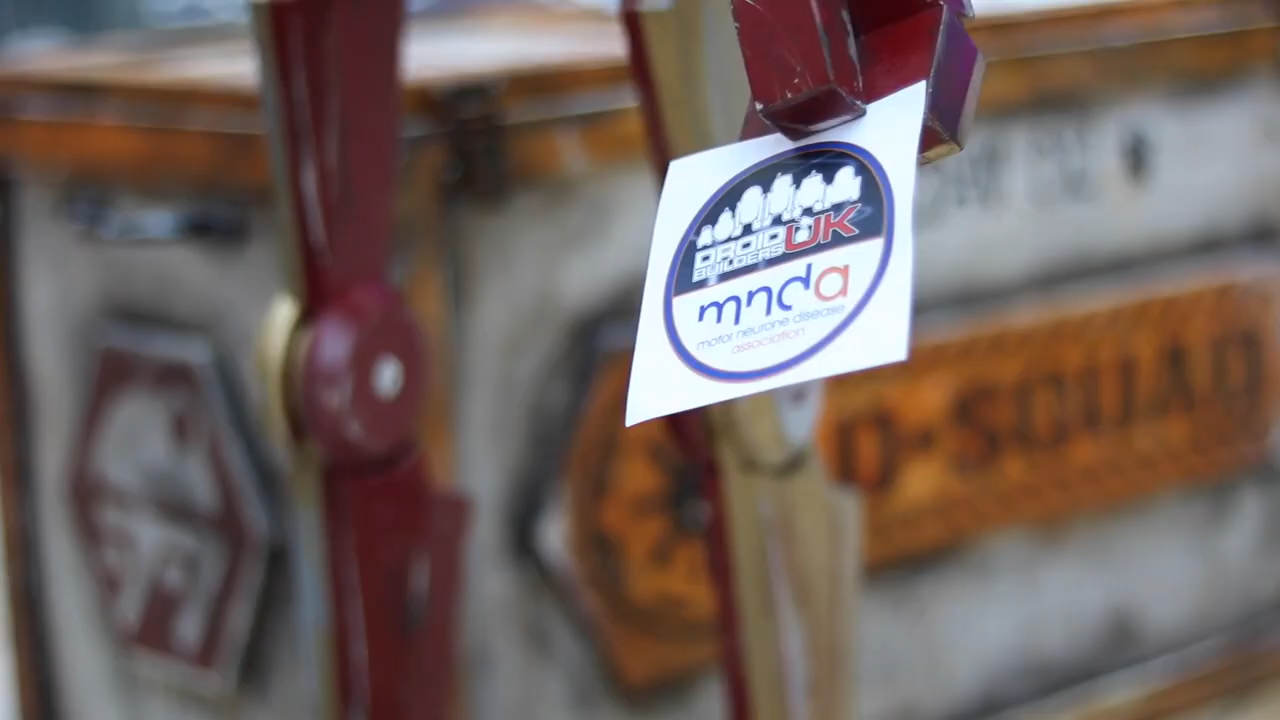 DROID UK
BUILDERS
mnda
motor neurone disease
association
D-SQUAD